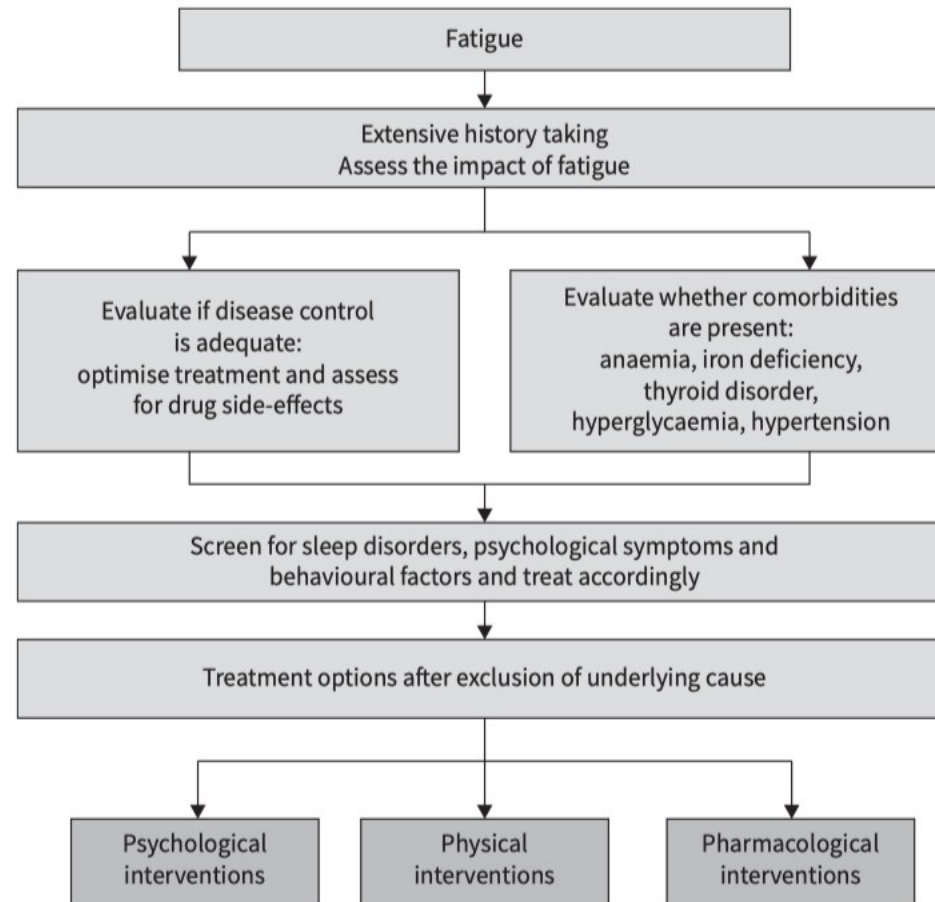 Fatigue
Extensive history taking
Assess the impact of fatigue
Evaluate if disease control
is adequate:
optimise treatment and assess
for drug side-effects
Evaluate whether comorbidities
are present:
anaemia, iron deficiency,
thyroid disorder,
hyperglycaemia, hypertension
Screen for sleep disorders, psychological symptoms and
behavioural factors and treat accordingly
Treatment options after exclusion of underlying cause
Psychological
interventions
Physical
interventions
Pharmacological
interventions